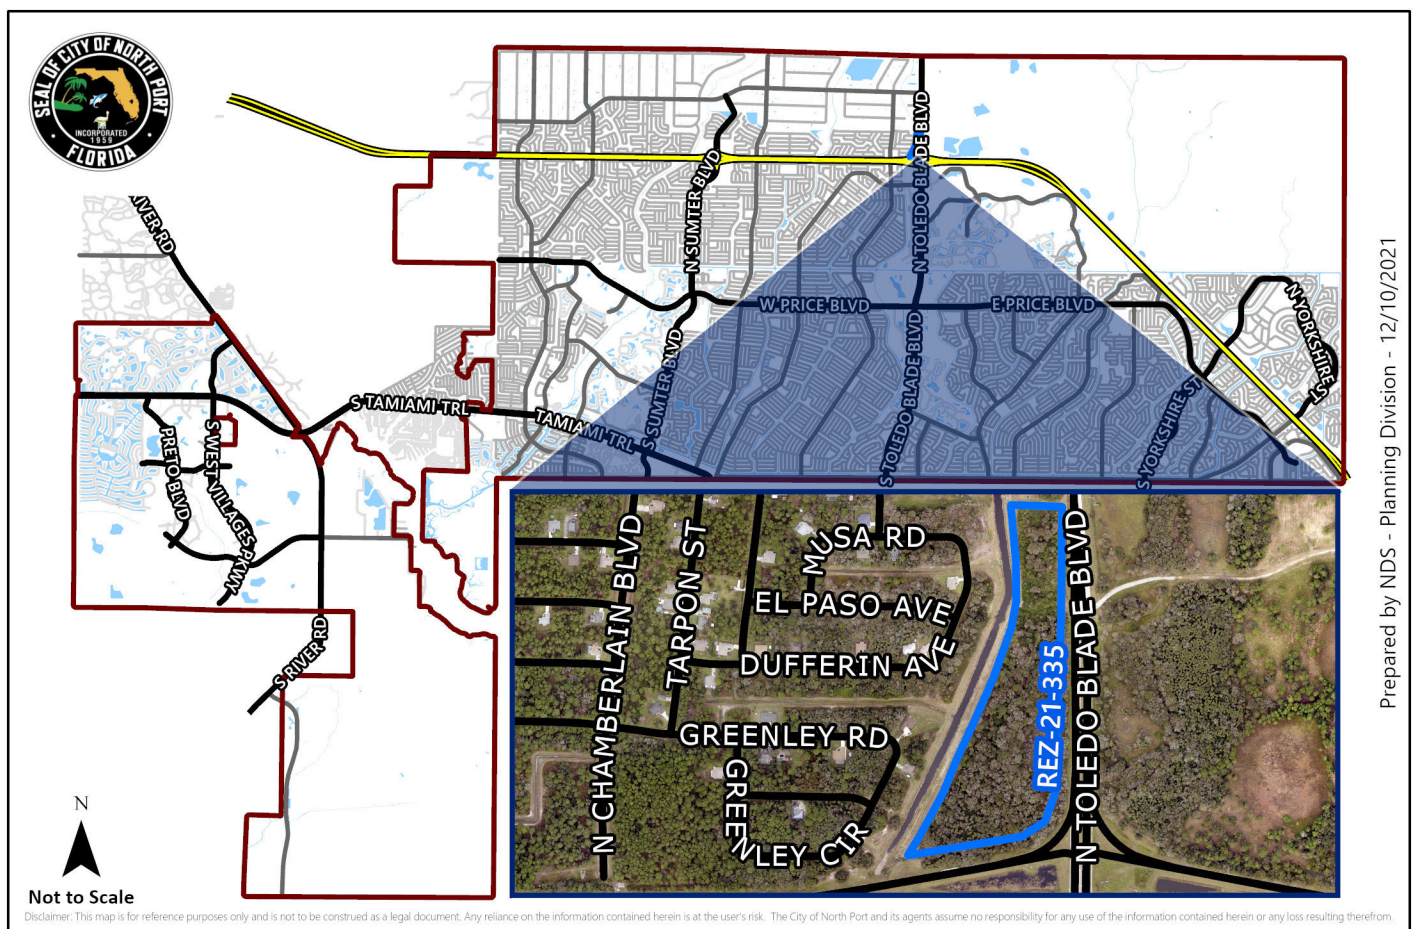 SEAL OF CITY OF NORTH PORT
INCORPORATED
1959
FLORIDA
RIVER RD
N SUMTER BLVD
N TOLEDO BLADE BLVD
W PRICE BLVD
E PRICE BLVD
N YORKSHIRE ST
S SUMTER BLVD
S TOLEDO BLADE BLVD
S YORKSHIRE ST
S TAMIAMI TRL
TAMIAMI TRL
PRETO BLVD
S WEST VILLAGES PKWY
S RIVER RD
N CHAMBERLAIN BLVD
TARPON ST
MUSA RD
EL PASO AVE
DUFFERIN AVE
GREENLEY RD
GREENLEY CIR
REZ-21-335
N TOLEDO BLADE BLVD
Prepared by NDS - Planning Division - 12/10/2021
N
Not to Scale
Disclaimer: This map is for reference purposes only and is not to be construed as a legal document. Any reliance on the information contained herein is at the user's risk. The City of North Port and its agents assume no responsibility for any use of the information contained herein or any loss resulting therefrom.